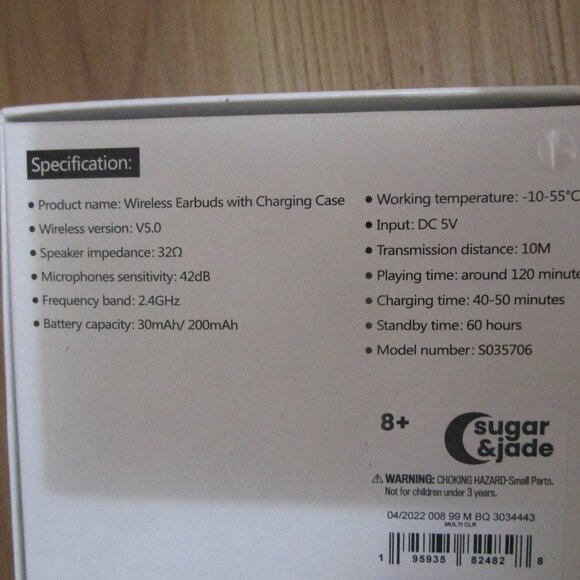 Specification:
• Product name: Wireless Earbuds with Charging Case
• Wireless version: V5.0
• Speaker impedance: 32Ω
• Microphones sensitivity: 42dB
• Frequency band: 2.4GHz
• Battery capacity: 30mAh/ 200mAh
• Working temperature: -10-55°C
• Input: DC 5V
• Transmission distance: 10M
• Playing time: around 120 minute
• Charging time: 40-50 minutes
• Standby time: 60 hours
• Model number: S035706
8+
sugar
&jade
⚠ WARNING: CHOKING HAZARD-Small Parts.
Not for children under 3 years.
04/2022 008 99 M BQ 3034443
MULTI CLR
1 95935 82482 8